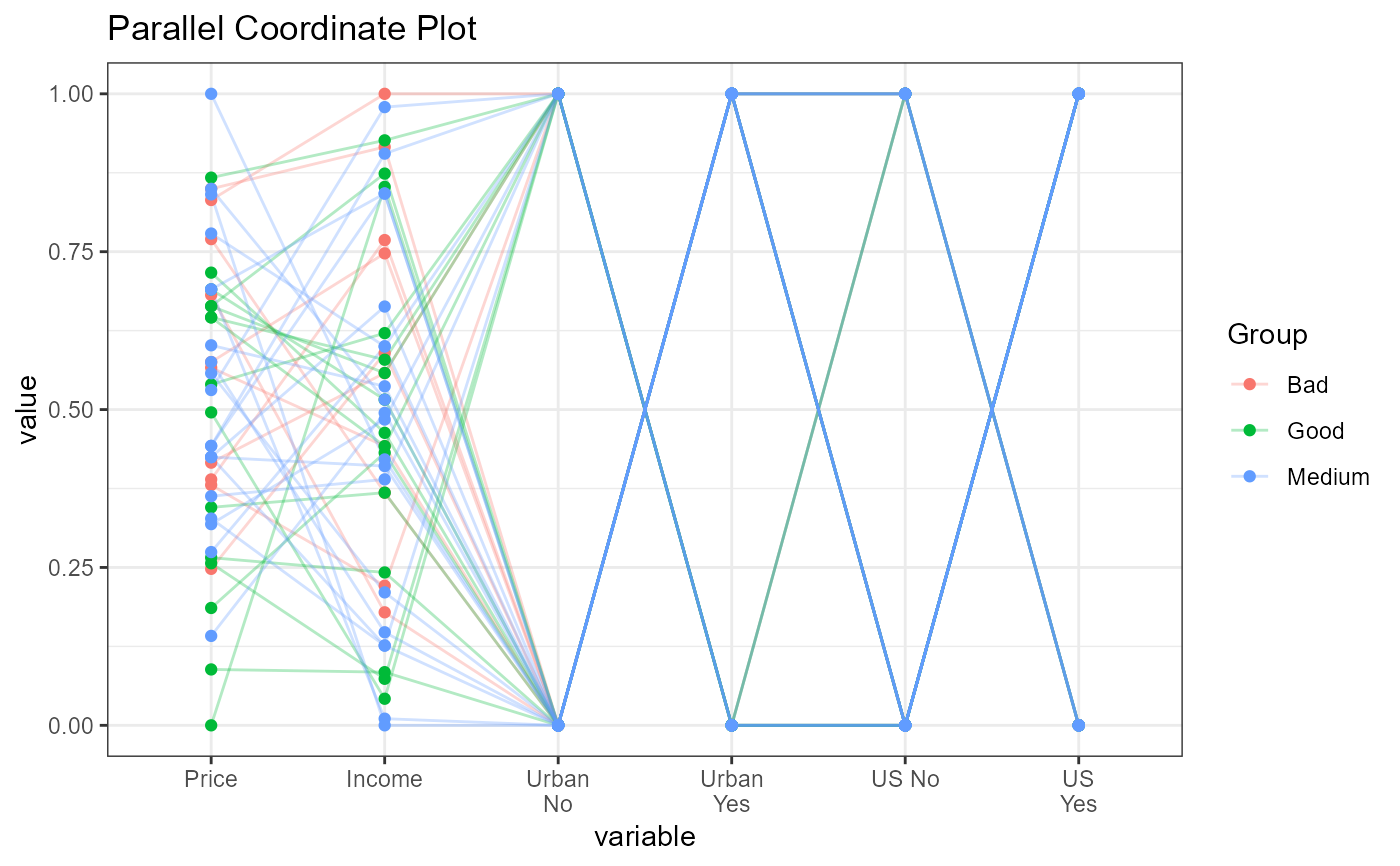 Parallel Coordinate Plot
1.00
0.75
0.50
0.25
0.00
value
Price
Income
Urban
No
Urban
Yes
US No
US
Yes
variable
Group
Bad
Good
Medium